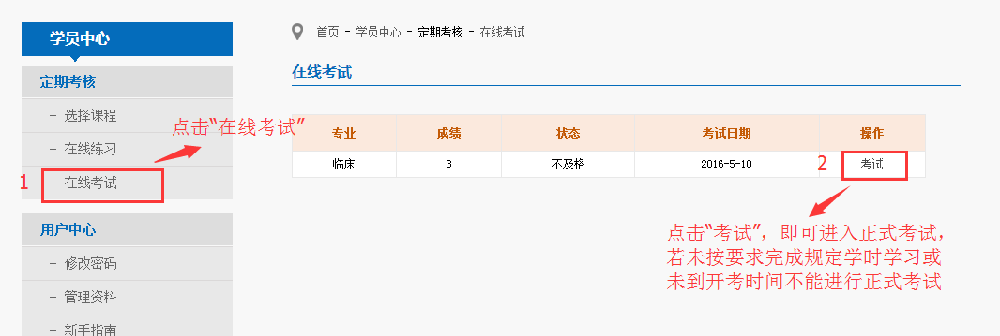 学员中心
定期考核
+ 选择课程
+ 在线练习
1
+ 在线考试
用户中心
+ 修改密码
+ 管理资料
+ 新手指南
首页 - 学员中心 - 定期考核 - 在线考试
在线考试
点击“在线考试”
专业 成绩 状态 考试日期 操作
临床 3 不及格 2016-5-10 2 考试
点击“考试”，即可进入正式考试，
若未按要求完成规定学时学习或
未到开考时间不能进行正式考试